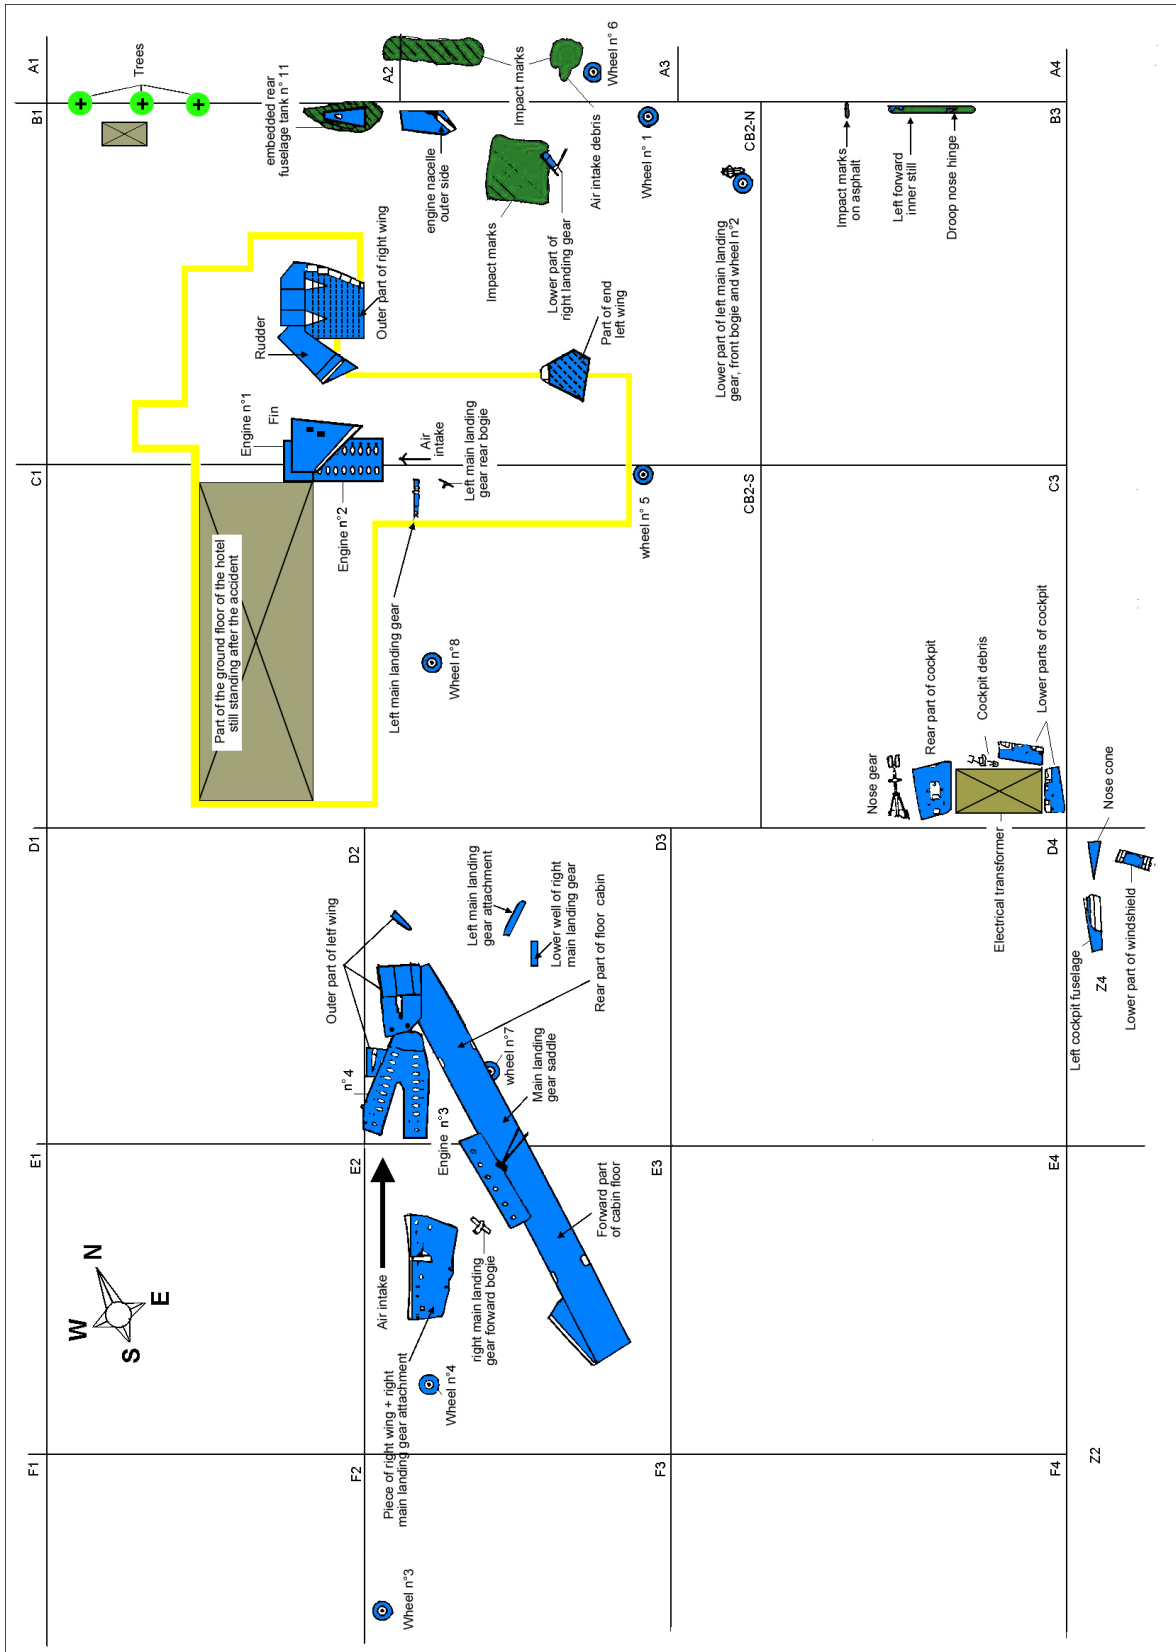 A1
Trees
A2
Impact marks
Wheel n° 6
A3
A4
B1
embedded rear
fuselage tank n° 11
engine nacelle
outer side
Impact marks
Lower part of
right landing gear
Air intake debris
Wheel n° 1
CB2-N
Lower part of left main landing
gear, front bogie and wheel n°2
Impact marks
on asphalt
Left forward
inner still
Droop nose hinge
B3
Outer part of right wing
Rudder
Part of end
left wing
Engine n°1
Fin
Air
intake
Left main landing
gear rear bogie
C1
Engine n°2
wheel n° 5
CB2-S
C3
Part of the ground floor of the hotel
still standing after the accident
Left main landing gear
Wheel n°8
Nose gear
Rear part of cockpit
Cockpit debris
Lower parts of cockpit
Electrical transformer
Nose cone
Lower part of windshield
Left cockpit fuselage
Z4
D1
D2
D3
D4
Outer part of letf wing
Left main landing
gear attachment
Lower well of right
main landing gear
Rear part of floor cabin
n°4
Engine n°3
wheel n°7
Main landing
gear saddle
E1
E2
E3
E4
Forward part
of cabin floor
Air intake
right main landing
gear forward bogie
Piece of right wing + right
main landing gear attachment
Wheel n°4
N
W
E
S
F1
F2
F3
F4
Z2
Wheel n°3